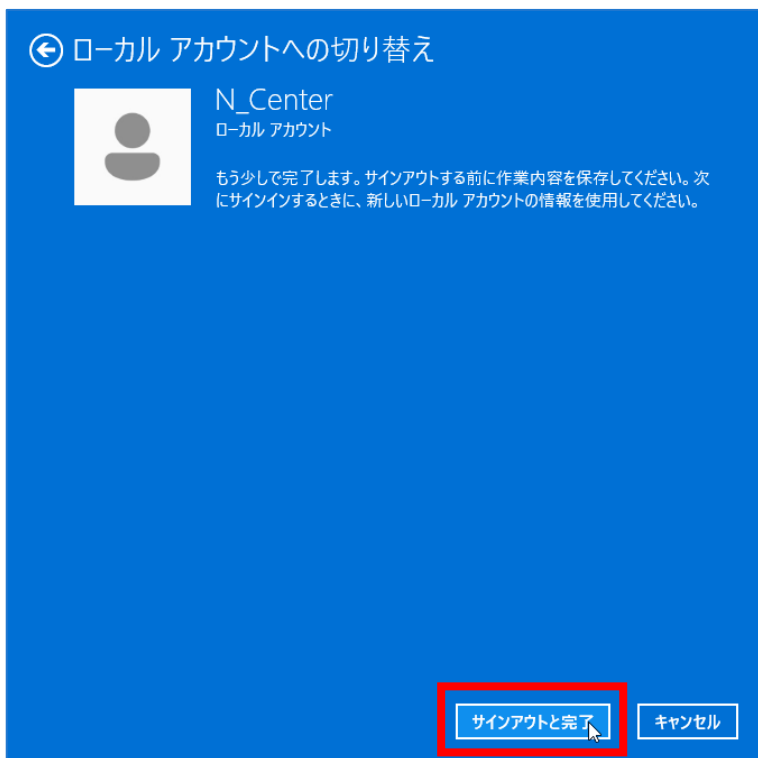 ローカル アカウントへの切り替え
N_Center
ローカル アカウント
もう少しで完了します。サインアウトする前に作業内容を保存してください。次
にサインインするときに、新しいローカル アカウントの情報を使用してください。
サインアウトと完了
キャンセル